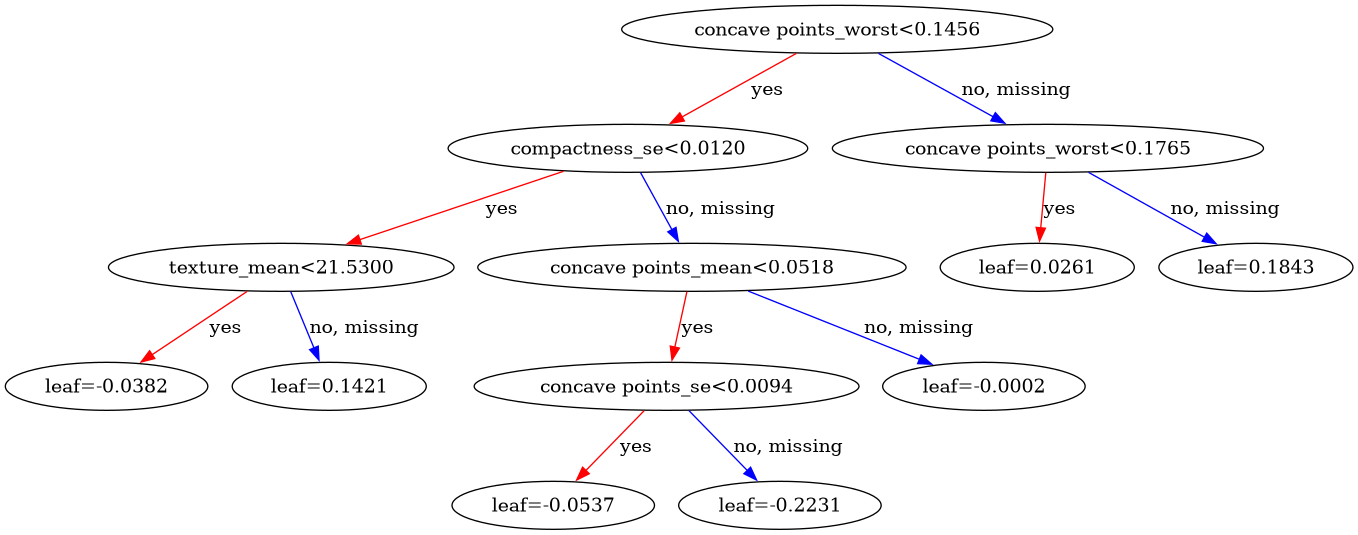 concave points_worst<0.1456
yes
no, missing
compactness_se<0.0120
concave points_worst<0.1765
yes
no, missing
yes
no, missing
texture_mean<21.5300
concave points_mean<0.0518
leaf=0.0261
leaf=0.1843
yes
no, missing
yes
no, missing
leaf=-0.0382
leaf=0.1421
concave points_se<0.0094
leaf=-0.0002
yes
no, missing
leaf=-0.0537
leaf=-0.2231